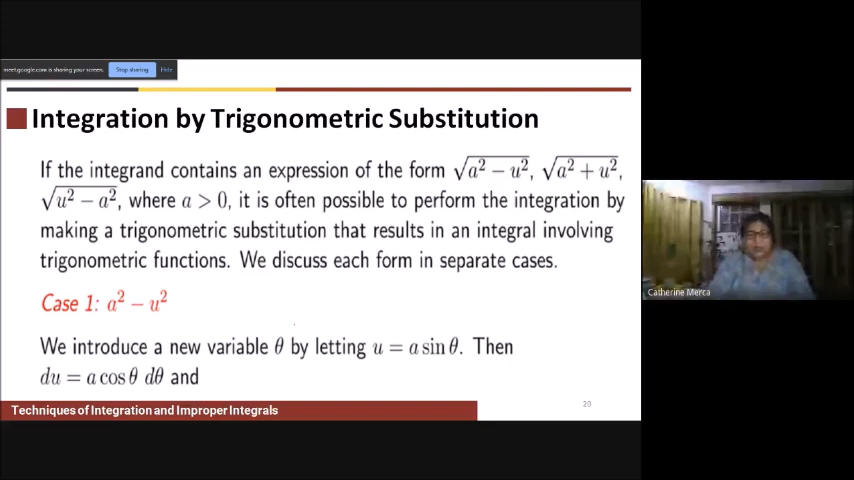 meet.google.com is sharing your screen. Stop sharing Hide
Integration by Trigonometric Substitution
If the integrand contains an expression of the form √(a² − u²), √(a² + u²),
√(u² − a²), where a > 0, it is often possible to perform the integration by
making a trigonometric substitution that results in an integral involving
trigonometric functions. We discuss each form in separate cases.
Case 1: a² − u²
We introduce a new variable θ by letting u = a sin θ. Then
du = a cos θ dθ and
Techniques of Integration and Improper Integrals
20
Catherine Merca